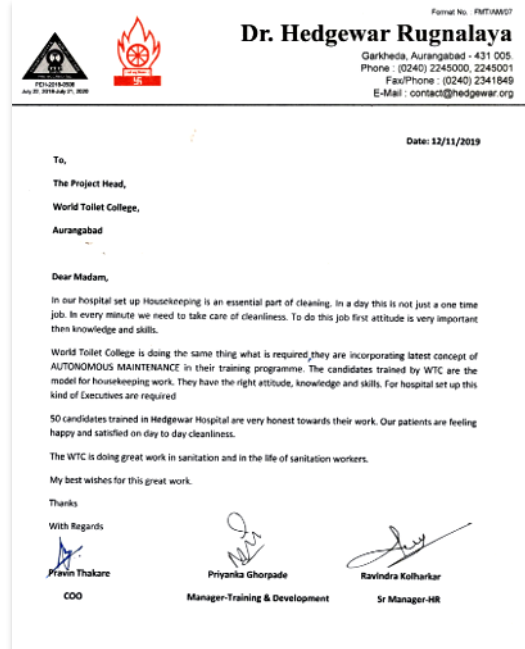 Format No. : FMT/AM/07
Dr. Hedgewar Rugnalaya
Garkheda, Aurangabad - 431 005.
Phone : (0240) 2245000, 2245001
Fax/Phone : (0240) 2341849
E-Mail : contact@hedgewar.org
PEH-2018-0508
July 22, 2018-July 21, 2020
Date: 12/11/2019
To,
The Project Head,
World Toilet College,
Aurangabad
Dear Madam,
In our hospital set up Housekeeping is an essential part of cleaning. In a day this is not just a one time
job. In every minute we need to take care of cleanliness. To do this job first attitude is very important
then knowledge and skills.
World Toilet College is doing the same thing what is required, they are incorporating latest concept of
AUTONOMOUS MAINTENANCE in their training programme. The candidates trained by WTC are the
model for housekeeping work. They have the right attitude, knowledge and skills. For hospital set up this
kind of Executives are required
50 candidates trained in Hedgewar Hospital are very honest towards their work. Our patients are feeling
happy and satisfied on day to day cleanliness.
The WTC is doing great work in sanitation and in the life of sanitation workers.
My best wishes for this great work.
Thanks
With Regards
Pravin Thakare Priyanka Ghorpade Ravindra Kolharkar
COO Manager-Training & Development Sr Manager-HR